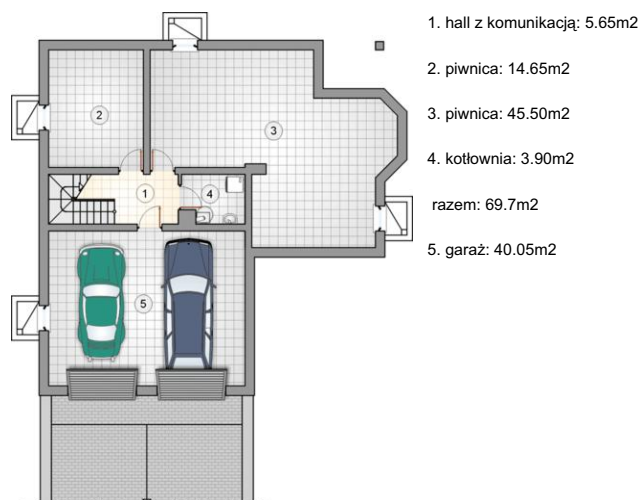 1. hall z komunikacją: 5.65m2
2. piwnica: 14.65m2
3. piwnica: 45.50m2
4. kotłownia: 3.90m2
razem: 69.7m2
5. garaż: 40.05m2
2
3
1
4
5